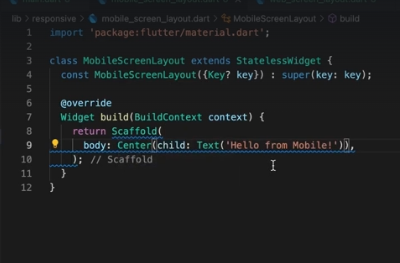 lib > responsive > mobile_screen_layout.dart > MobileScreenLayout > build
1 import 'package:flutter/material.dart';
2
3 class MobileScreenLayout extends StatelessWidget {
4 const MobileScreenLayout({Key? key}) : super(key: key);
5
6 @override
7 Widget build(BuildContext context) {
8 return Scaffold(
9 body: Center(child: Text('Hello from Mobile!')),
10 ); // Scaffold
11 }
12 }